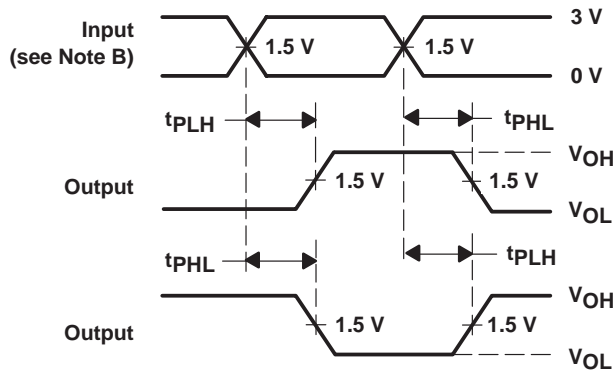 Input
(see Note B)
1.5 V
1.5 V
3 V
0 V
tPLH
tPHL
Output
1.5 V
1.5 V
VOH
VOL
tPHL
tPLH
Output
1.5 V
1.5 V
VOH
VOL